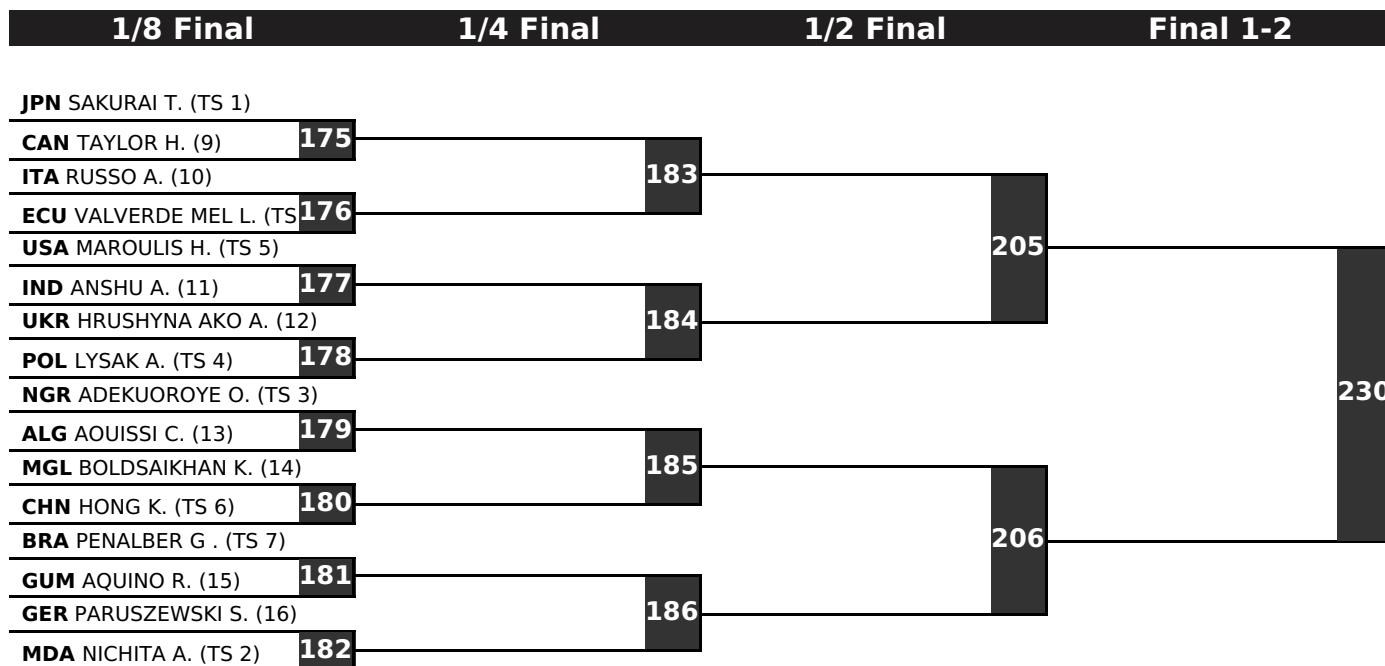 1/8 Final 1/4 Final 1/2 Final Final 1-2
JPN SAKURAI T. (TS 1)
175
CAN TAYLOR H. (9)
183
ITA RUSSO A. (10)
ECU VALVERDE MEL L. (TS 176
205
USA MAROULIS H. (TS 5)
177
IND ANSHU A. (11)
184
UKR HRUSHYNA AKO A. (12)
178
POL LYSAK A. (TS 4)
230
NGR ADEKUOROYE O. (TS 3)
179
ALG AOUISSI C. (13)
185
MGL BOLDSAIKHAN K. (14)
180
CHN HONG K. (TS 6)
206
BRA PENALBER G . (TS 7)
181
GUM AQUINO R. (15)
186
GER PARUSZEWSKI S. (16)
182
MDA NICHITA A. (TS 2)